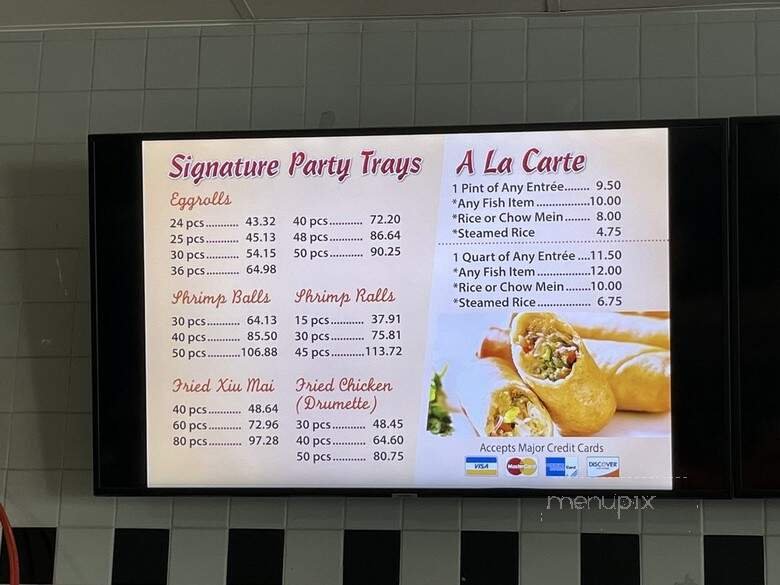 Signature Party Trays
Eggrolls
24 pcs........... 43.32
25 pcs........... 45.13
30 pcs........... 54.15
36 pcs........... 64.98
40 pcs........... 72.20
48 pcs........... 86.64
50 pcs........... 90.25
Shrimp Balls
30 pcs........... 64.13
40 pcs........... 85.50
50 pcs...........106.88
Shrimp Ralls
15 pcs........... 37.91
30 pcs........... 75.81
45 pcs...........113.72
Fried Xiu Mai
40 pcs........... 48.64
60 pcs........... 72.96
80 pcs........... 97.28
Fried Chicken
(Drumette)
30 pcs........... 48.45
40 pcs........... 64.60
50 pcs........... 80.75
A La Carte
1 Pint of Any Entrée........ 9.50
*Any Fish Item .................10.00
*Rice or Chow Mein........ 8.00
*Steamed Rice 4.75
1 Quart of Any Entrée ....11.50
*Any Fish Item.................12.00
*Rice or Chow Mein........10.00
*Steamed Rice................. 6.75
Accepts Major Credit Cards
VISA
MasterCard
DISCOVER
menupix